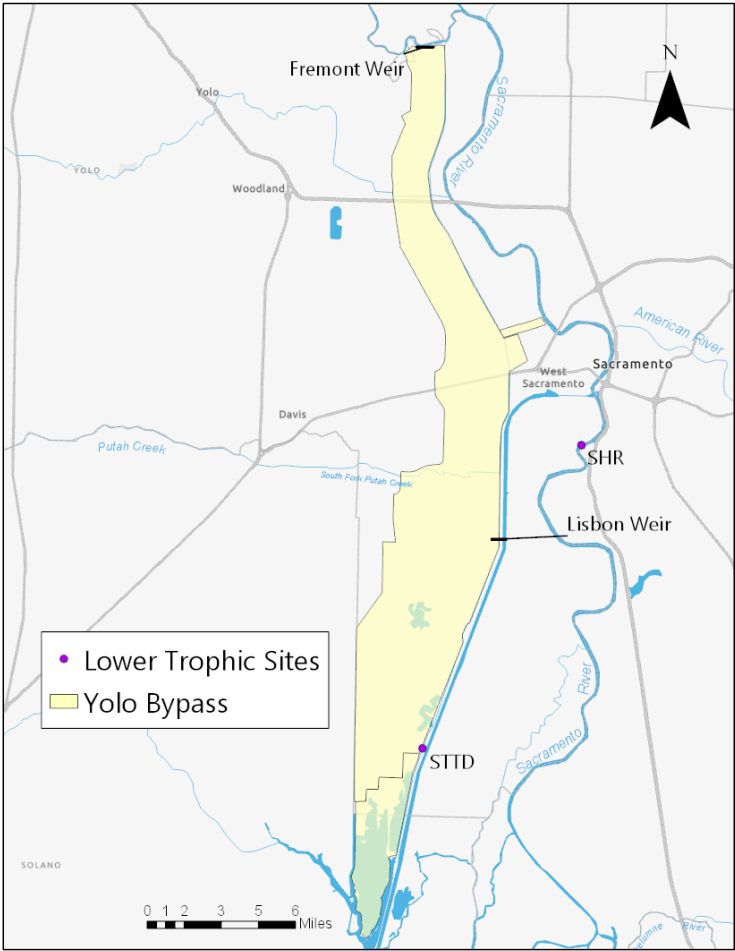 N
Fremont Weir
Yolo
Sacramento River
YOLO
Woodland
American River
Sacramento
West
Sacramento
Davis
Putah Creek
SHR
South Fork Putah Creek
Lisbon Weir
Lower Trophic Sites
Yolo Bypass
Sacramento River
STTD
SOLANO
0 1 2 3 5 6
Miles
River